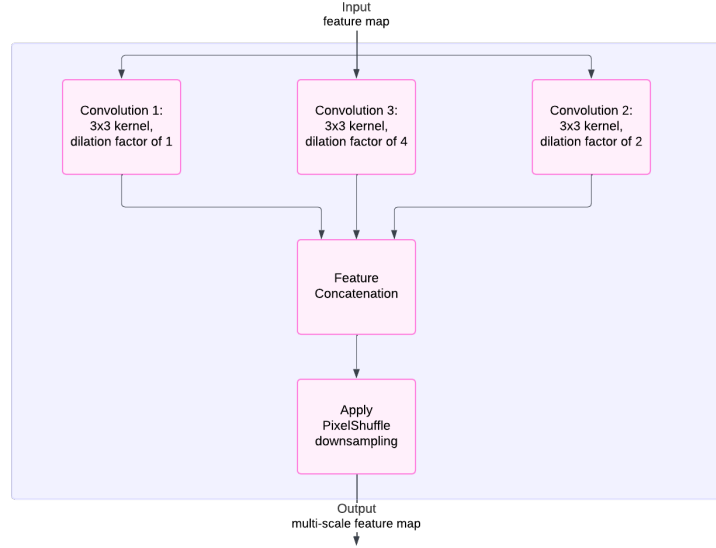 Input
feature map
Convolution 1:
3x3 kernel,
dilation factor of 1
Convolution 3:
3x3 kernel,
dilation factor of 4
Convolution 2:
3x3 kernel,
dilation factor of 2
Feature
Concatenation
Apply
PixelShuffle
downsampling
Output
multi-scale feature map